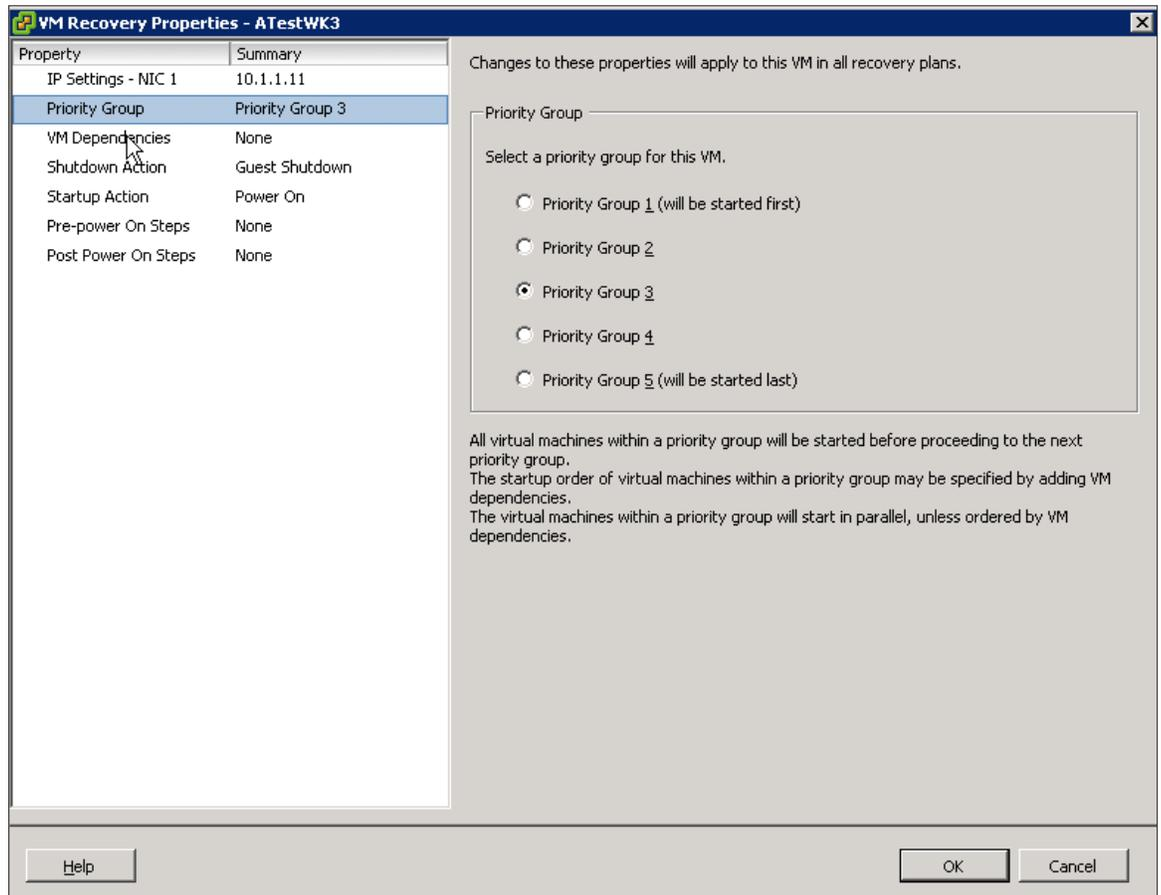 VM Recovery Properties - ATestWK3
Property Summary
IP Settings - NIC 1 10.1.1.11
Priority Group Priority Group 3
VM Dependencies None
Shutdown Action Guest Shutdown
Startup Action Power On
Pre-power On Steps None
Post Power On Steps None
Changes to these properties will apply to this VM in all recovery plans.
Priority Group
Select a priority group for this VM.
Priority Group 1 (will be started first)
Priority Group 2
Priority Group 3
Priority Group 4
Priority Group 5 (will be started last)
All virtual machines within a priority group will be started before proceeding to the next
priority group.
The startup order of virtual machines within a priority group may be specified by adding VM
dependencies.
The virtual machines within a priority group will start in parallel, unless ordered by VM
dependencies.
Help OK Cancel